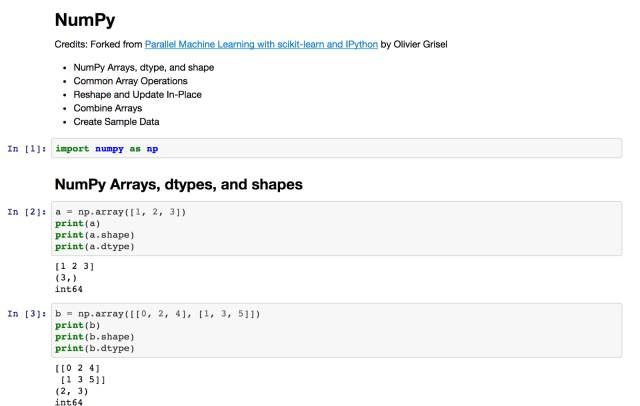 NumPy
Credits: Forked from Parallel Machine Learning with scikit-learn and IPython by Olivier Grisel
• NumPy Arrays, dtype, and shape
• Common Array Operations
• Reshape and Update In-Place
• Combine Arrays
• Create Sample Data
In [1]: import numpy as np
NumPy Arrays, dtypes, and shapes
In [2]: a = np.array([1, 2, 3])
print(a)
print(a.shape)
print(a.dtype)
[1 2 3]
(3,)
int64
In [3]: b = np.array([[0, 2, 4], [1, 3, 5]])
print(b)
print(b.shape)
print(b.dtype)
[[0 2 4]
 [1 3 5]]
(2, 3)
int64